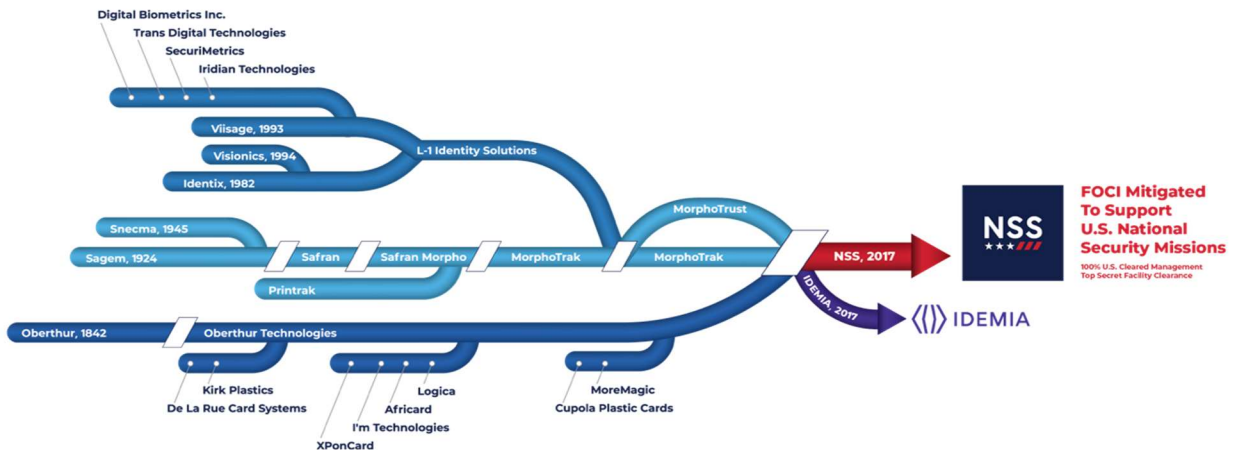 Digital Biometrics Inc.
Trans Digital Technologies
SecuriMetrics
Iridian Technologies
Viisage, 1993
Visionics, 1994
Identix, 1982
L-1 Identity Solutions
Snecma, 1945
Sagem, 1924
Safran
Safran Morpho
MorphoTrak
MorphoTrust
MorphoTrak
Printrak
NSS, 2017
IDEMIA, 2017
NSS
FOCI Mitigated
To Support
U.S. National
Security Missions
100% U.S. Cleared Management
Top Secret Facility Clearance
IDEMIA
Oberthur, 1842
Oberthur Technologies
Kirk Plastics
De La Rue Card Systems
Logica
Africard
I'm Technologies
XPonCard
MoreMagic
Cupola Plastic Cards